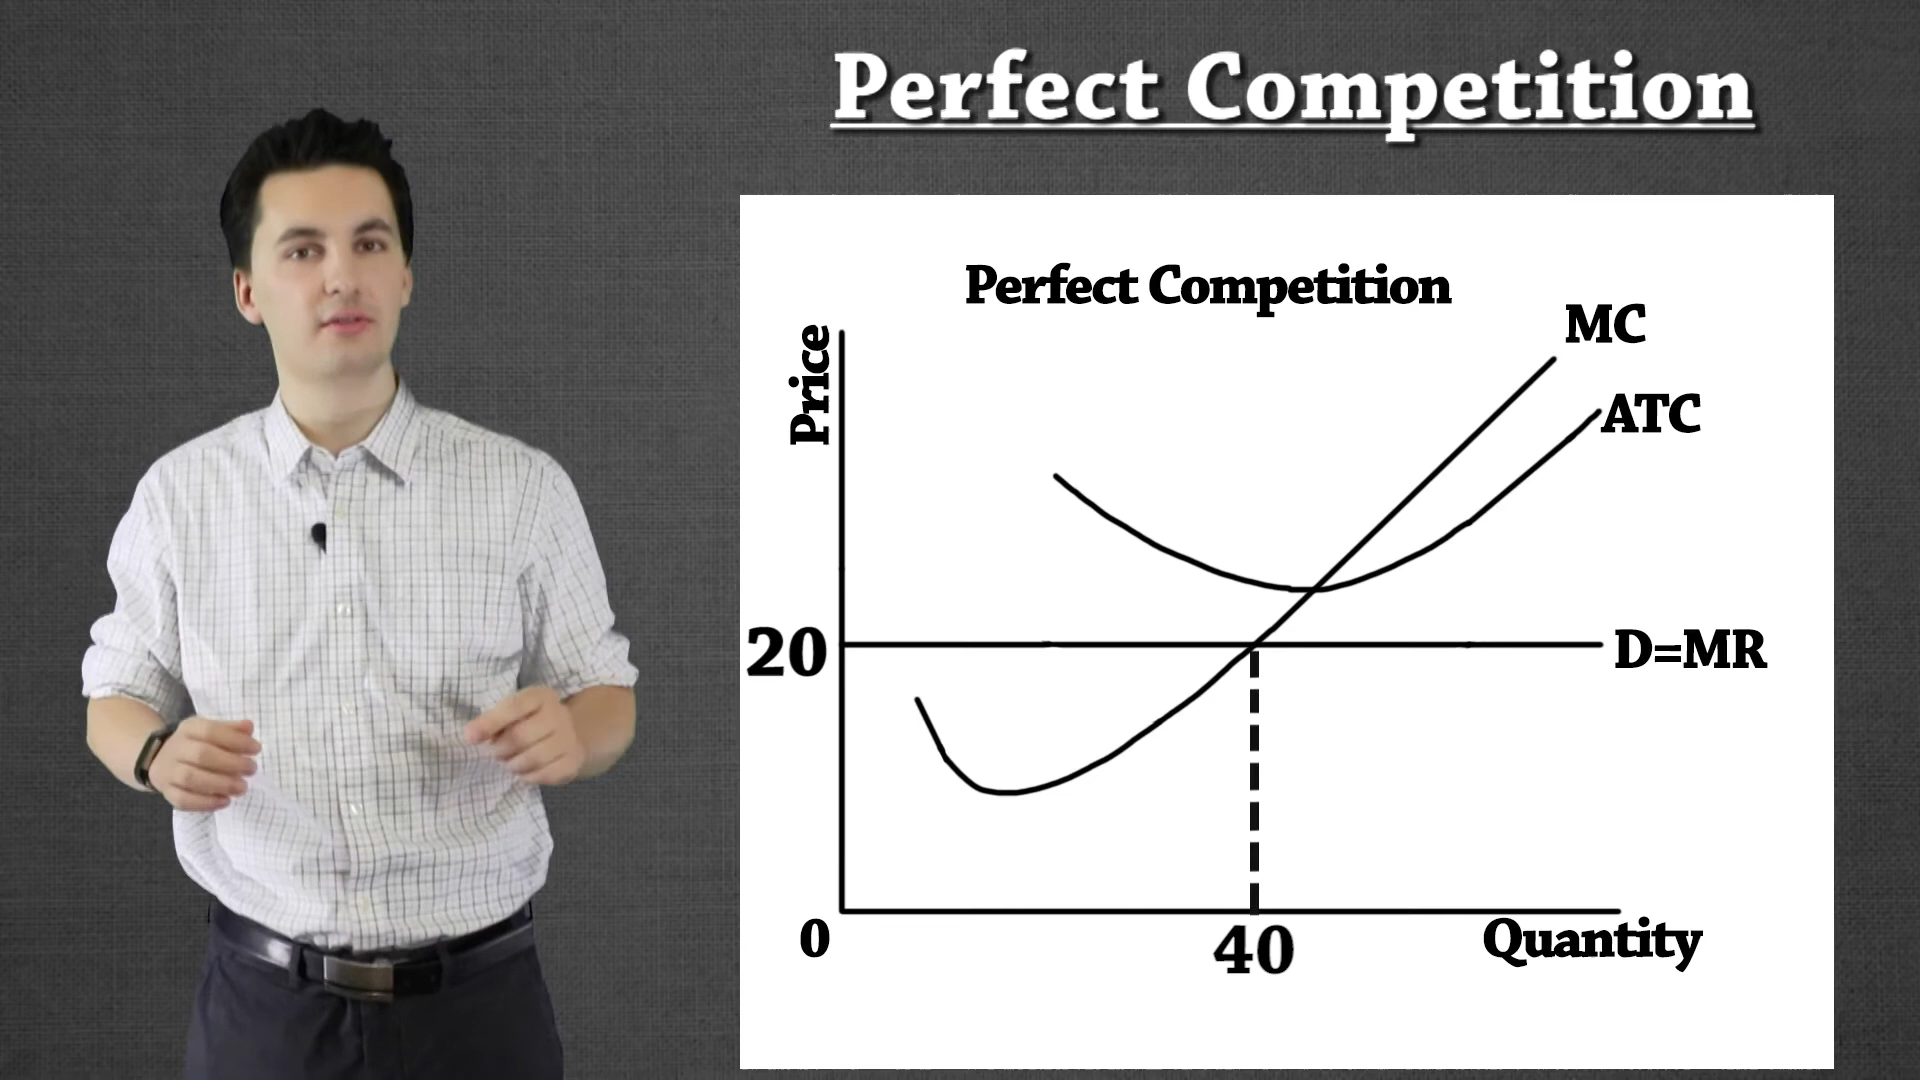 Perfect Competition
Perfect Competition
MC
Price
ATC
20
D=MR
0
40
Quantity